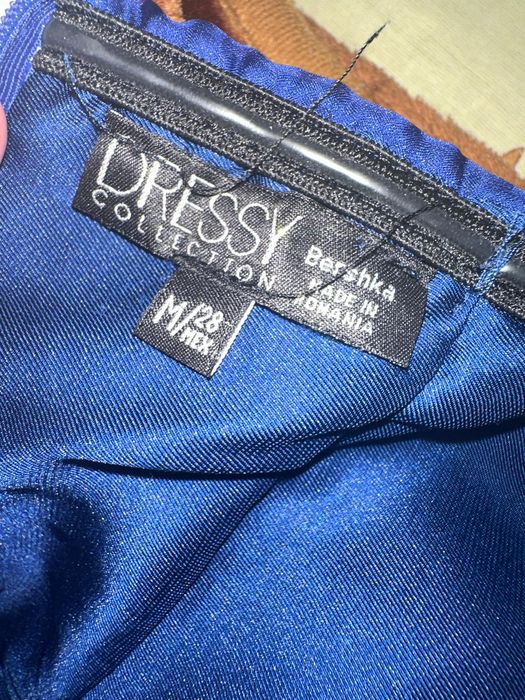 DRESSY
COLLECTION
Bershka
MADE IN
ROMANIA
M/28
MEX